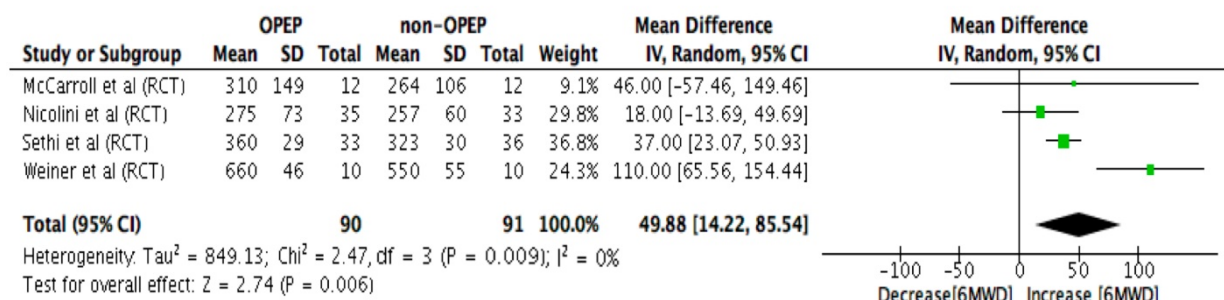 OPEP non-OPEP Mean Difference Mean Difference
Study or Subgroup Mean SD Total Mean SD Total Weight IV, Random, 95% CI IV, Random, 95% CI
McCarroll et al (RCT) 310 149 12 264 106 12 9.1% 46.00 [-57.46, 149.46]
Nicolini et al (RCT) 275 73 35 257 60 33 29.8% 18.00 [-13.69, 49.69]
Sethi et al (RCT) 360 29 33 323 30 36 36.8% 37.00 [23.07, 50.93]
Weiner et al (RCT) 660 46 10 550 55 10 24.3% 110.00 [65.56, 154.44]
Total (95% CI) 90 91 100.0% 49.88 [14.22, 85.54]
Heterogeneity: Tau² = 849.13; Chi² = 2.47, df = 3 (P = 0.009); I² = 0%
Test for overall effect: Z = 2.74 (P = 0.006)
-100 -50 0 50 100
Decrease[6MWD] Increase [6MWD]